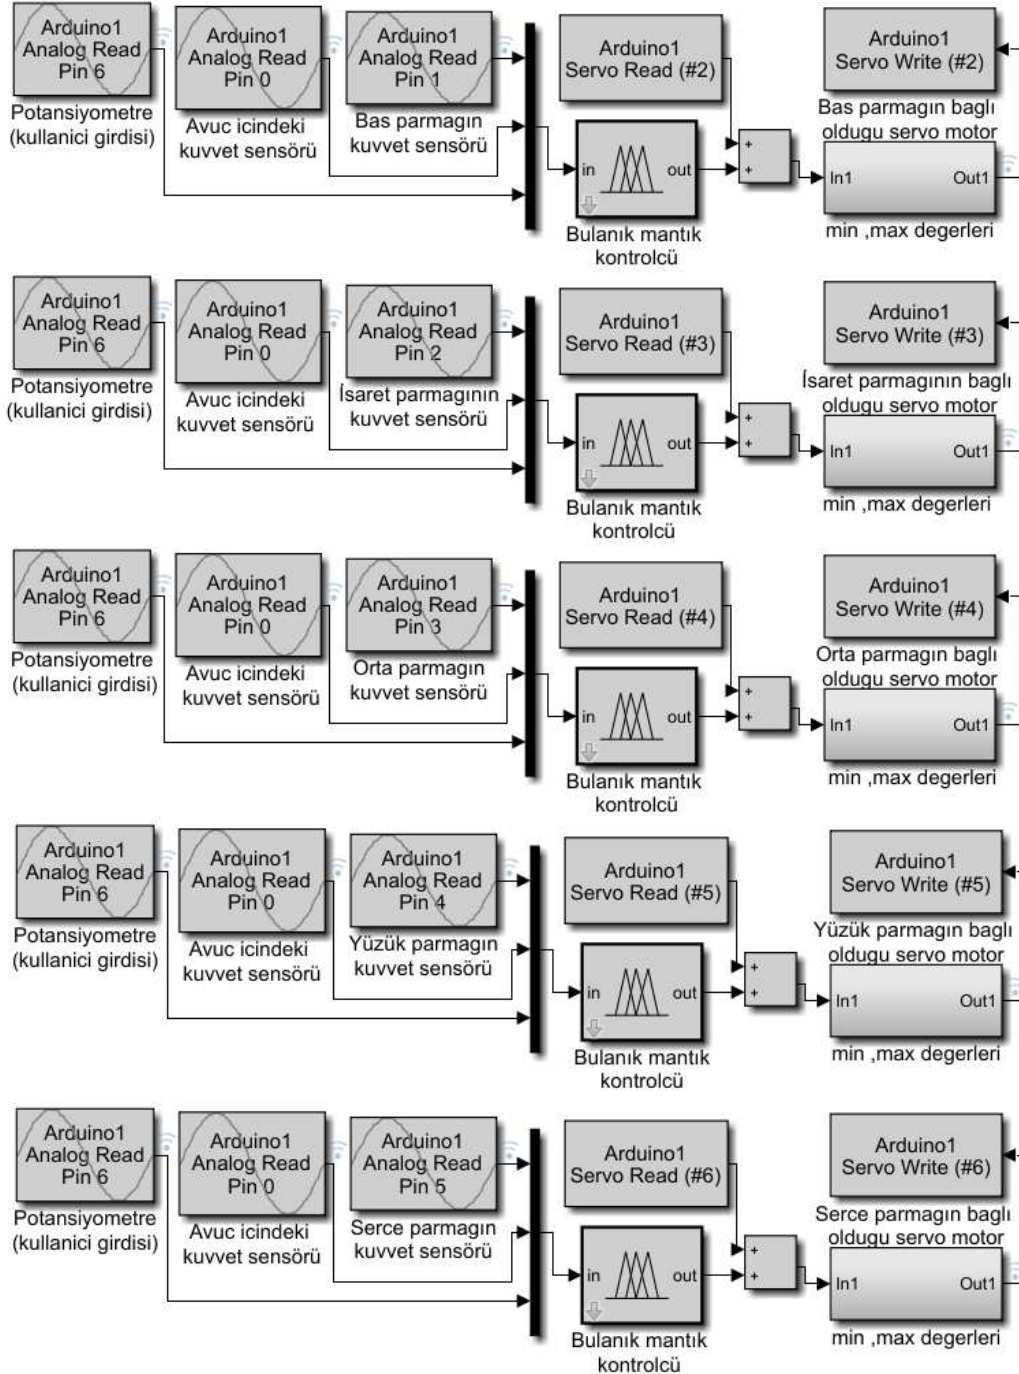 Arduino1
Analog Read
Pin 6
Potansiyometre
(kullanici girdisi)
Arduino1
Analog Read
Pin 0
Avuc icindeki
kuvvet sensörü
Arduino1
Analog Read
Pin 1
Bas parmagın
kuvvet sensörü
Arduino1
Servo Read (#2)
in
out
Bulanık mantık
kontrolcü
+
+
Arduino1
Servo Write (#2)
Bas parmagın baglı
oldugu servo motor
In1
Out1
min ,max degerleri
Arduino1
Analog Read
Pin 6
Potansiyometre
(kullanici girdisi)
Arduino1
Analog Read
Pin 0
Avuc icindeki
kuvvet sensörü
Arduino1
Analog Read
Pin 2
İsaret parmagının
kuvvet sensörü
Arduino1
Servo Read (#3)
in
out
Bulanık mantık
kontrolcü
+
+
Arduino1
Servo Write (#3)
İsaret parmagının baglı
oldugu servo motor
In1
Out1
min ,max degerleri
Arduino1
Analog Read
Pin 6
Potansiyometre
(kullanici girdisi)
Arduino1
Analog Read
Pin 0
Avuc icindeki
kuvvet sensörü
Arduino1
Analog Read
Pin 3
Orta parmagın
kuvvet sensörü
Arduino1
Servo Read (#4)
in
out
Bulanık mantık
kontrolcü
+
+
Arduino1
Servo Write (#4)
Orta parmagın baglı
oldugu servo motor
In1
Out1
min ,max degerleri
Arduino1
Analog Read
Pin 6
Potansiyometre
(kullanici girdisi)
Arduino1
Analog Read
Pin 0
Avuc icindeki
kuvvet sensörü
Arduino1
Analog Read
Pin 4
Yüzük parmagın
kuvvet sensörü
Arduino1
Servo Read (#5)
in
out
Bulanık mantık
kontrolcü
+
+
Arduino1
Servo Write (#5)
Yüzük parmagın baglı
oldugu servo motor
In1
Out1
min ,max degerleri
Arduino1
Analog Read
Pin 6
Potansiyometre
(kullanici girdisi)
Arduino1
Analog Read
Pin 0
Avuc icindeki
kuvvet sensörü
Arduino1
Analog Read
Pin 5
Serce parmagın
kuvvet sensörü
Arduino1
Servo Read (#6)
in
out
Bulanık mantık
kontrolcü
+
+
Arduino1
Servo Write (#6)
Serce parmagın baglı
oldugu servo motor
In1
Out1
min ,max degerleri